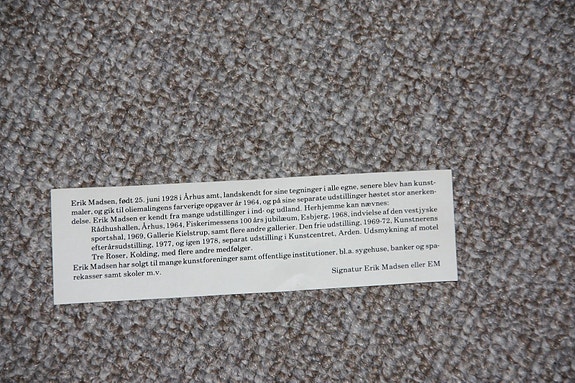 Erik Madsen, født 25. juni 1928 i Århus amt, landskendt for sine tegninger i alle egne, senere blev han kunst-
maler, og gik til oliemalingens farverige opgaver år 1964, og på sine separate udstillinger høstet stor anerken-
delse. Erik Madsen er kendt fra mange udstillinger i ind- og udland. Herhjemme kan nævnes:
Rådhushallen, Århus, 1964, Fiskerimessens 100 års jubilæum, Esbjerg, 1968, indvielse af den vestjyske
sportshal, 1969, Gallerie Kielstrup, samt flere andre gallerier. Den frie udstilling, 1969-72, Kunstnerens
efterårsudstilling, 1977, og igen 1978, separat udstilling i Kunstcentret, Arden. Udsmykning af motel
Tre Roser, Kolding, med flere andre medfølger.
Erik Madsen har solgt til mange kunstforeninger samt offentlige institutioner, bl.a. sygehuse, banker og spa-
rekasser samt skoler m.v.
Signatur Erik Madsen eller EM